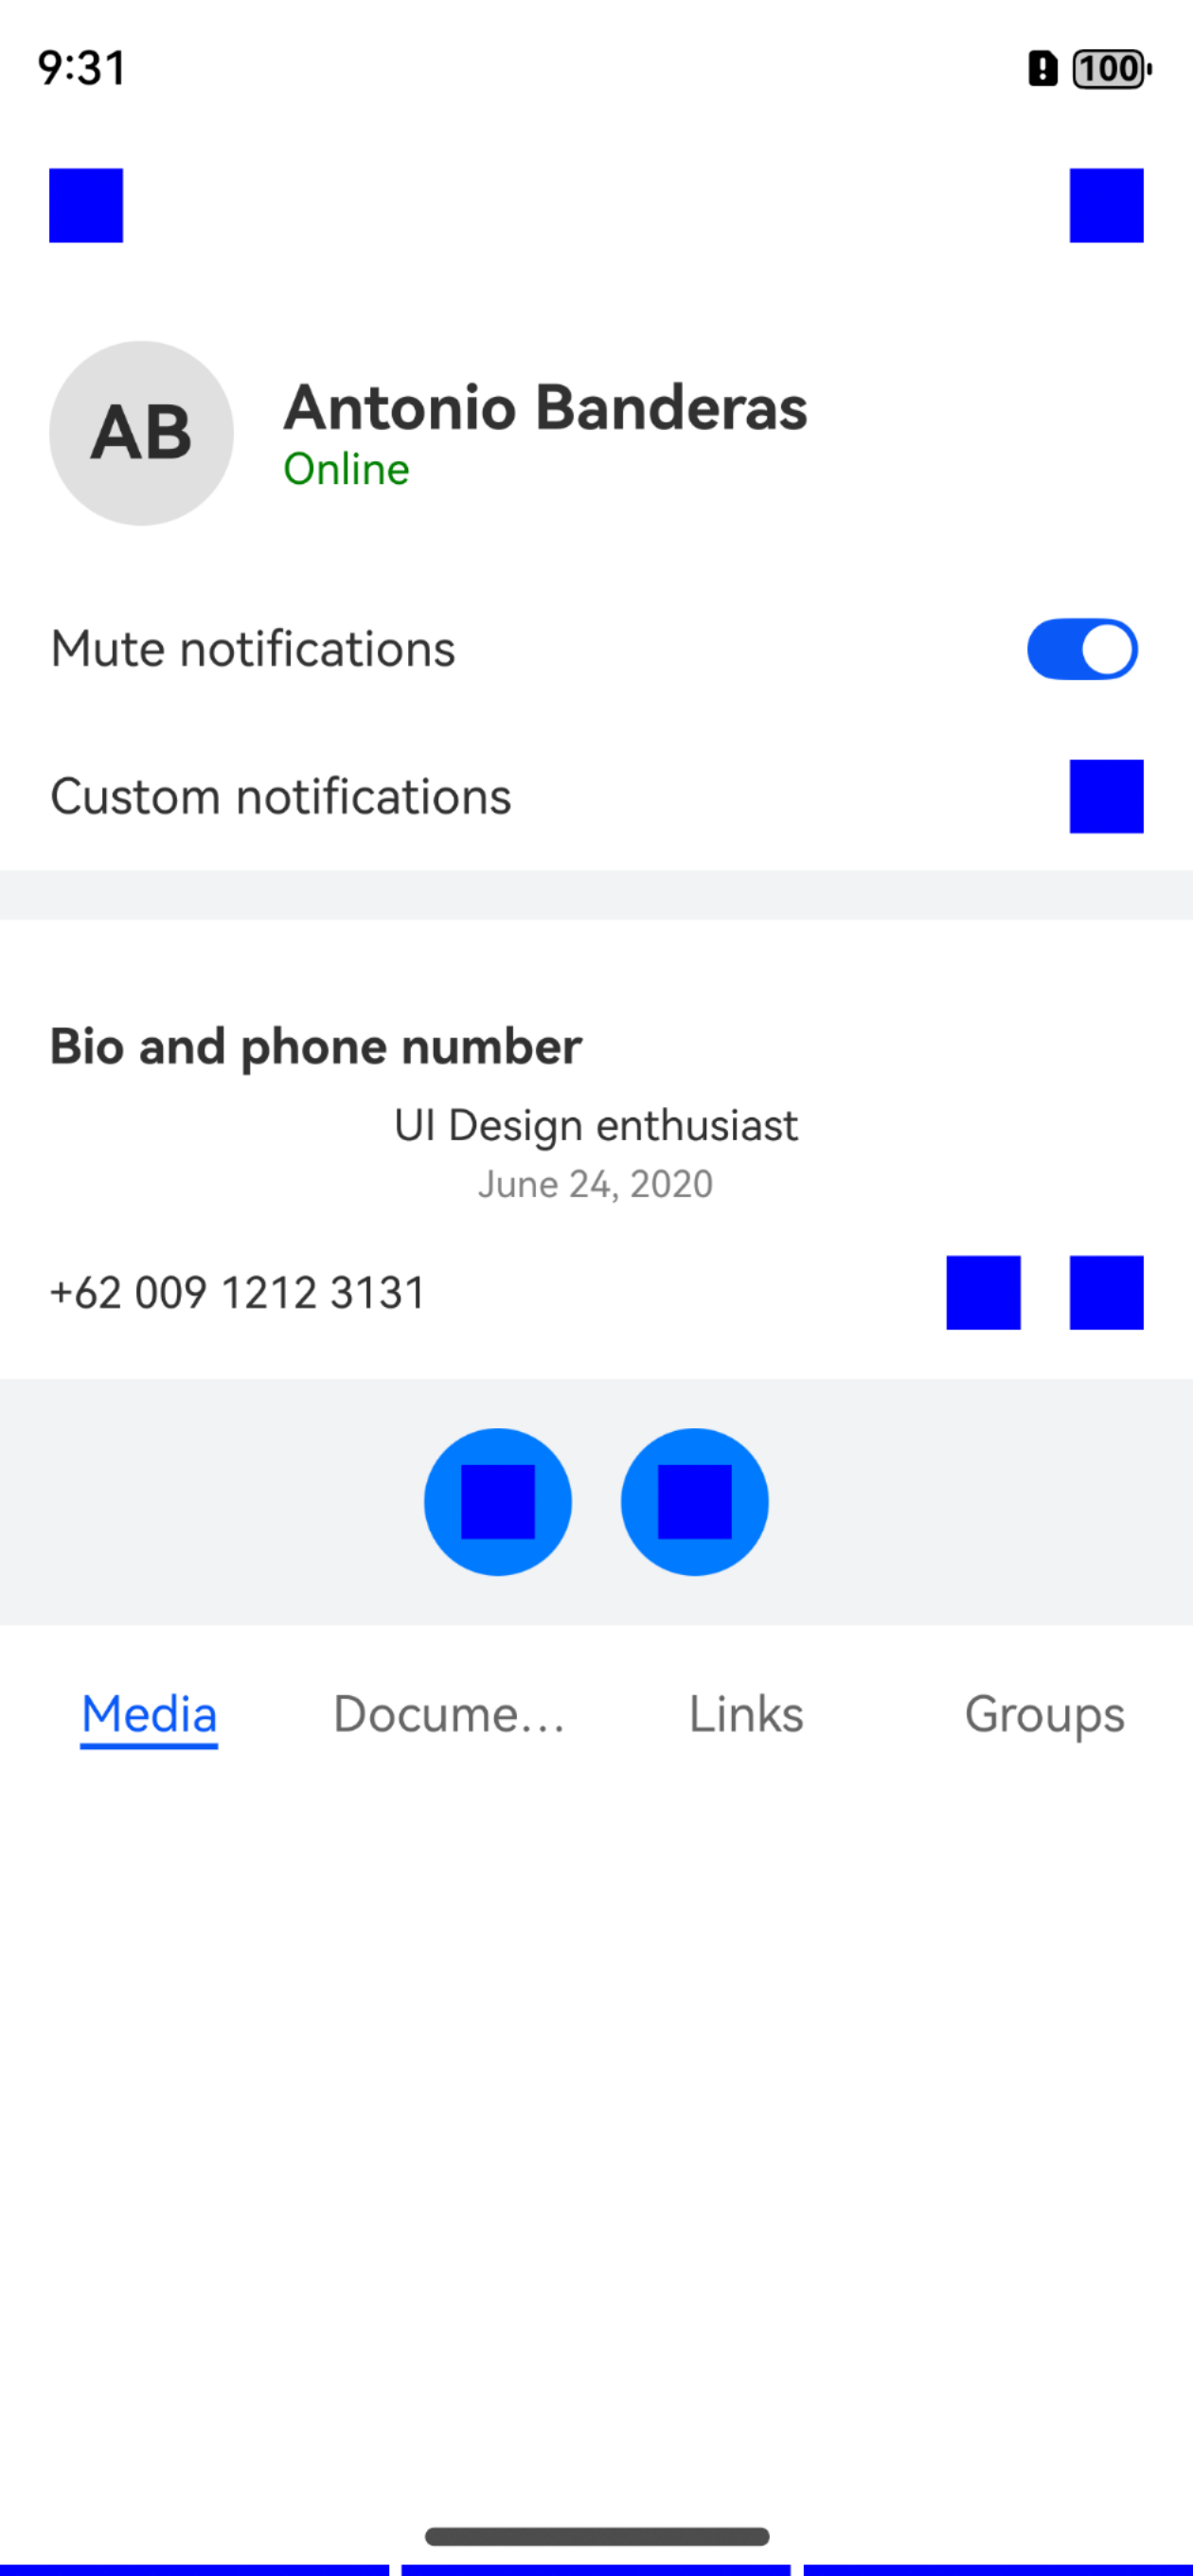 9:31
100
AB
Antonio Banderas
Online
Mute notifications
Custom notifications
Bio and phone number
UI Design enthusiast
June 24, 2020
+62 009 1212 3131
Media Docume... Links Groups